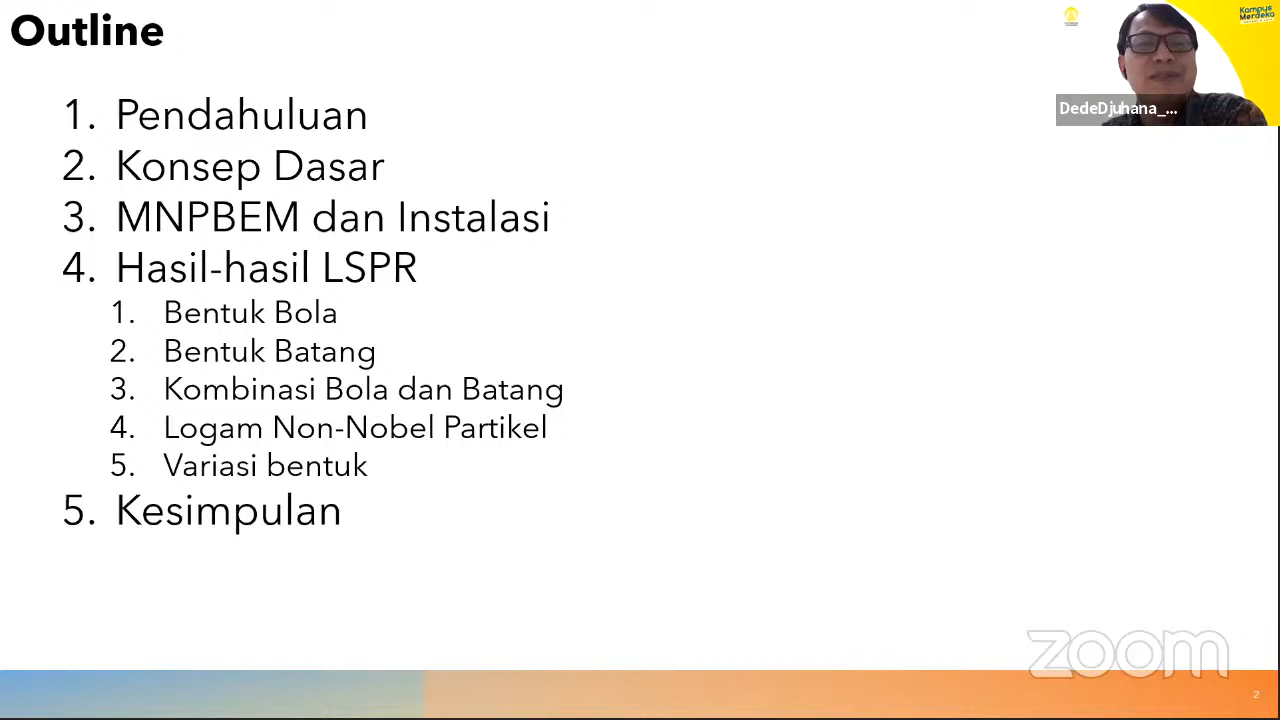 Outline
1. Pendahuluan
2. Konsep Dasar
3. MNPBEM dan Instalasi
4. Hasil-hasil LSPR
1. Bentuk Bola
2. Bentuk Batang
3. Kombinasi Bola dan Batang
4. Logam Non-Nobel Partikel
5. Variasi bentuk
5. Kesimpulan
Kampus
Merdeka
DedeDjuhana_...
zoom
2